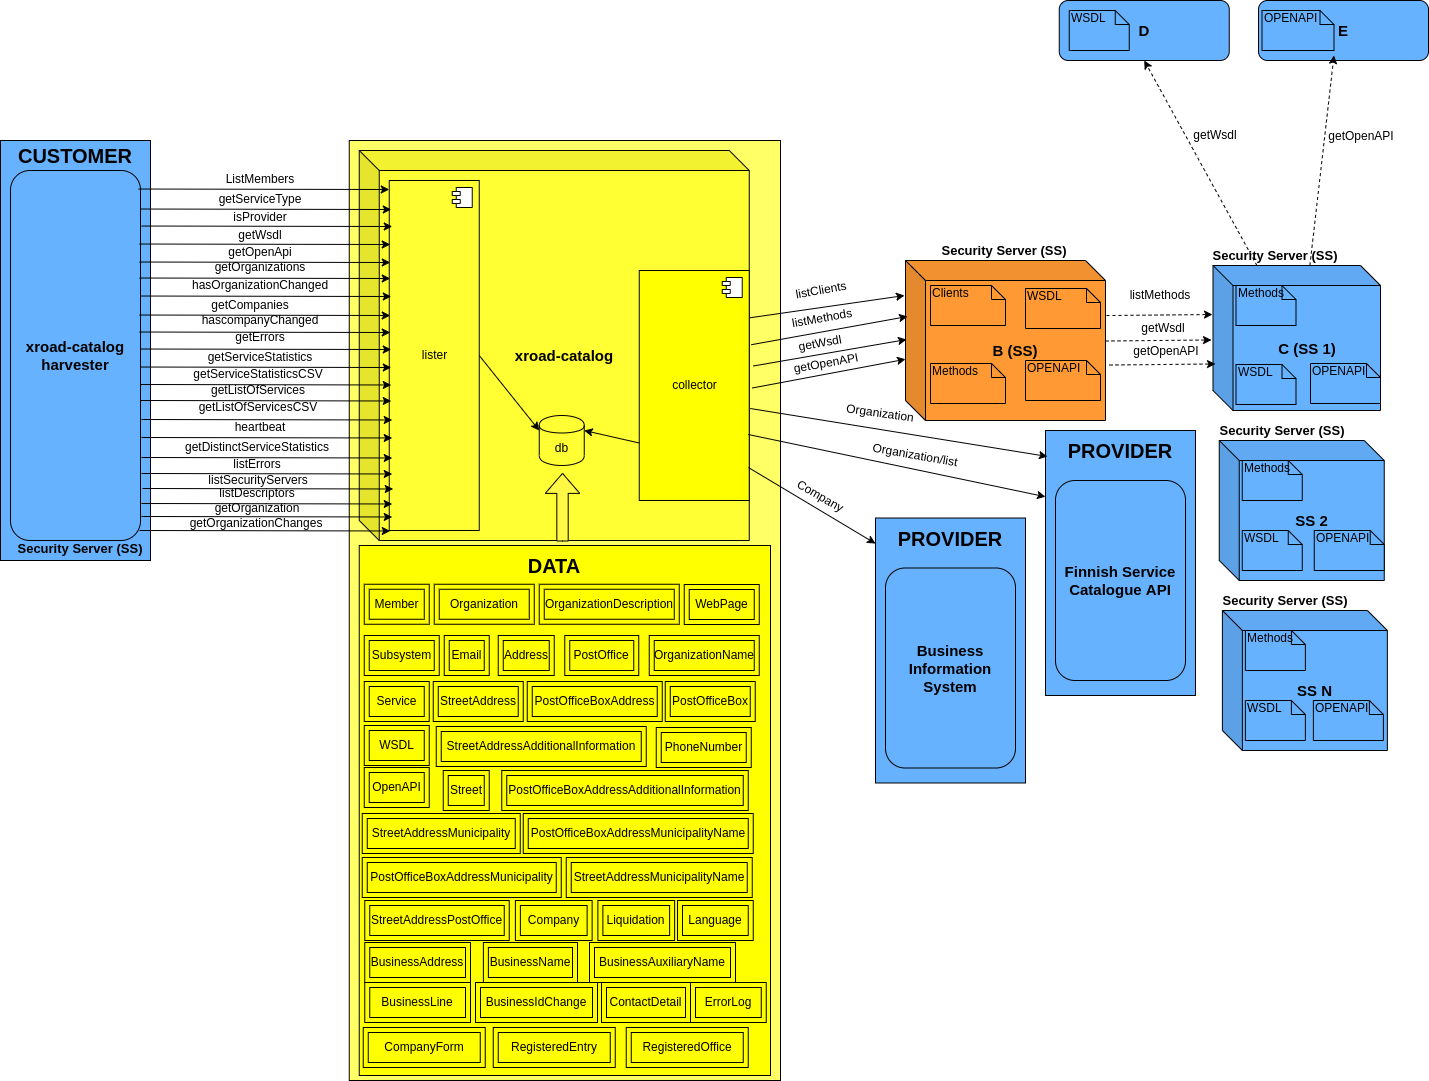 WSDL
D
OPENAPI
E
getWsdl
getOpenAPI
CUSTOMER
xroad-catalog
harvester
Security Server (SS)
ListMembers
getServiceType
isProvider
getWsdl
getOpenApi
getOrganizations
hasOrganizationChanged
getCompanies
hascompanyChanged
getErrors
getServiceStatistics
getServiceStatisticsCSV
getListOfServices
getListOfServicesCSV
heartbeat
getDistinctServiceStatistics
listErrors
listSecurityServers
listDescriptors
getOrganization
getOrganizationChanges
lister
xroad-catalog
collector
db
listClients
listMethods
getWsdl
getOpenAPI
Organization
Organization/list
Company
Security Server (SS)
Clients
WSDL
B (SS)
Methods
OPENAPI
listMethods
getWsdl
getOpenAPI
Security Server (SS)
Methods
C (SS 1)
WSDL
OPENAPI
Security Server (SS)
Methods
SS 2
WSDL
OPENAPI
Security Server (SS)
Methods
SS N
WSDL
OPENAPI
PROVIDER
Finnish Service
Catalogue API
PROVIDER
Business
Information
System
DATA
Member
Organization
OrganizationDescription
WebPage
Subsystem
Email
Address
PostOffice
OrganizationName
Service
StreetAddress
PostOfficeBoxAddress
PostOfficeBox
WSDL
StreetAddressAdditionalInformation
PhoneNumber
OpenAPI
Street
PostOfficeBoxAddressAdditionalInformation
StreetAddressMunicipality
PostOfficeBoxAddressMunicipalityName
PostOfficeBoxAddressMunicipality
StreetAddressMunicipalityName
StreetAddressPostOffice
Company
Liquidation
Language
BusinessAddress
BusinessName
BusinessAuxiliaryName
BusinessLine
BusinessIdChange
ContactDetail
ErrorLog
CompanyForm
RegisteredEntry
RegisteredOffice